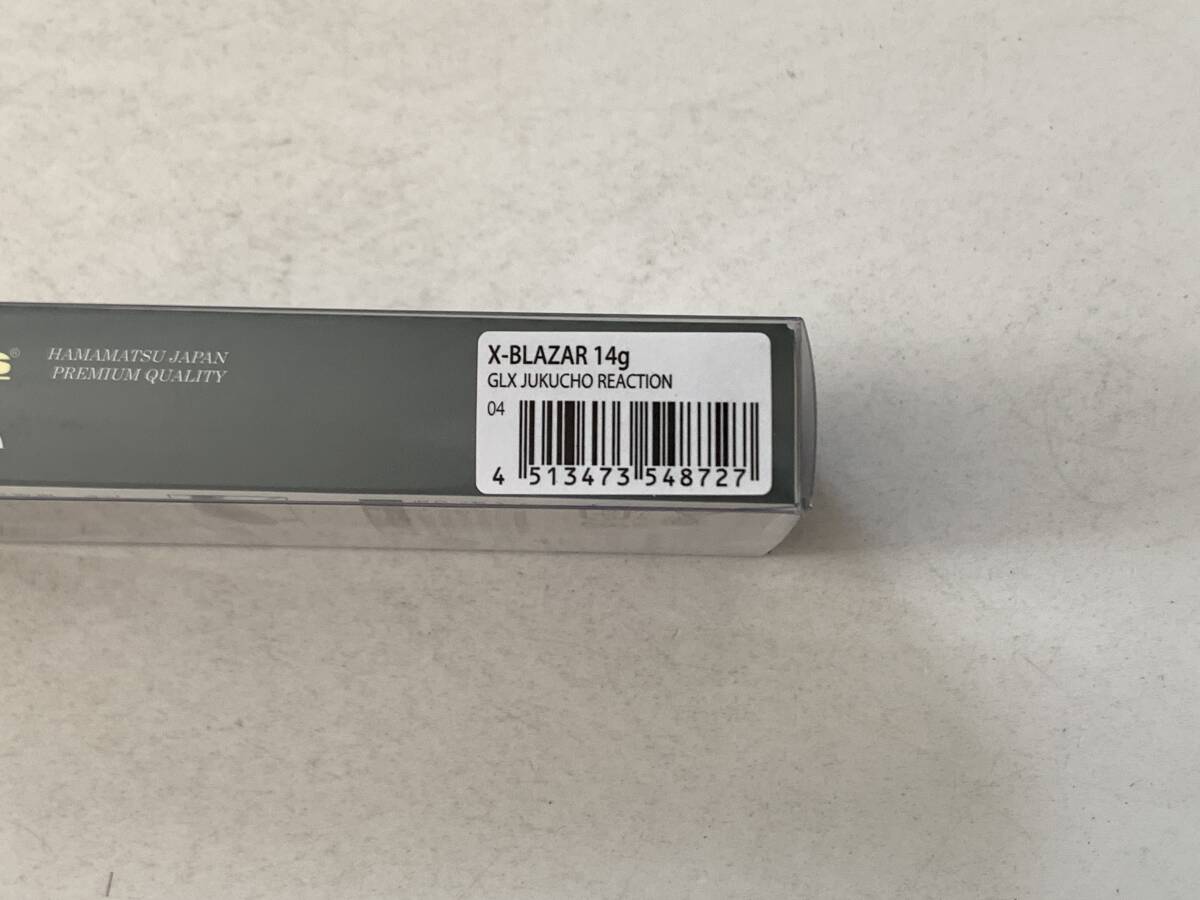 HAMAMATSU JAPAN
PREMIUM QUALITY
X-BLAZAR 14g
GLX JUKUCHO REACTION
04
4 513473 548727